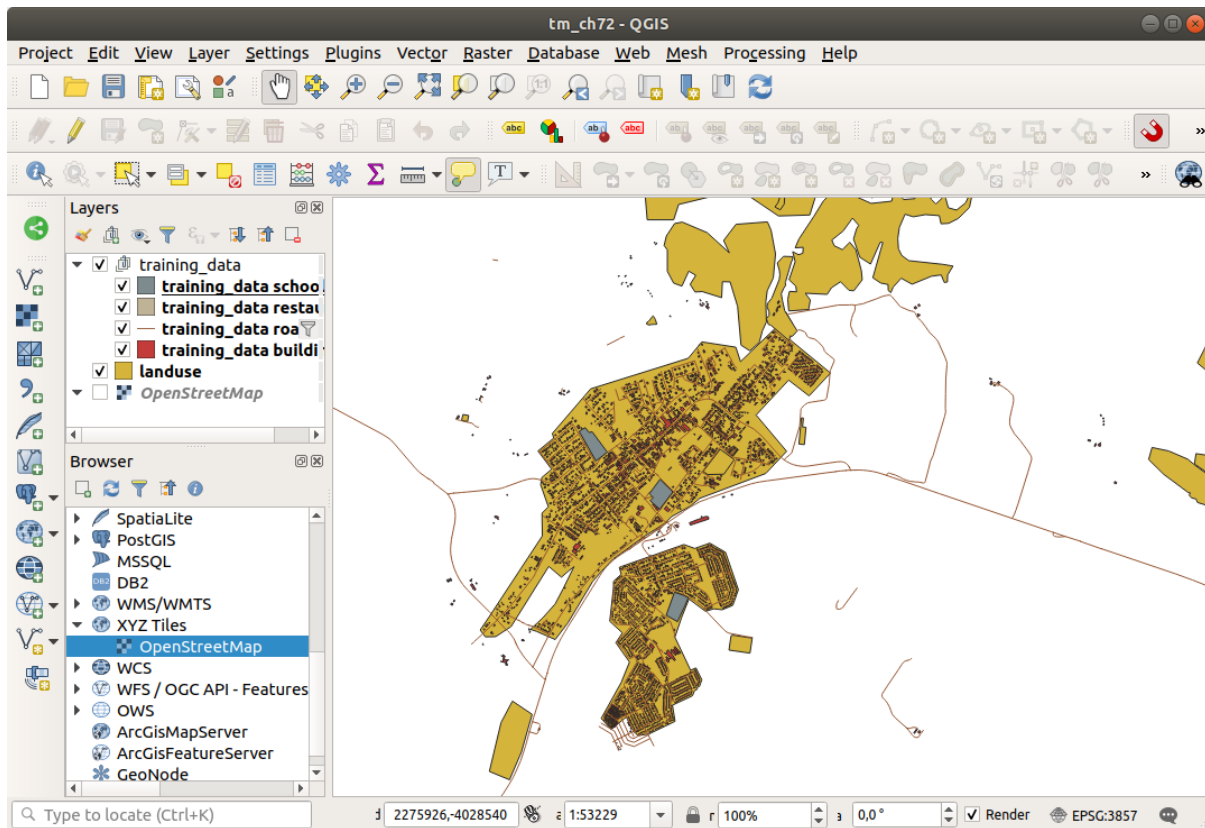 tm_ch72 - QGIS
Project Edit View Layer Settings Plugins Vector Raster Database Web Mesh Processing Help
Layers
training_data
training_data schoo
training_data restau
training_data roa
training_data buildi
landuse
OpenStreetMap
Browser
SpatiaLite
PostGIS
MSSQL
DB2
WMS/WMTS
XYZ Tiles
OpenStreetMap
WCS
WFS / OGC API - Features
OWS
ArcGisMapServer
ArcGisFeatureServer
GeoNode
Type to locate (Ctrl+K) 2275926,-4028540 1:53229 100% 0,0 ° Render EPSG:3857